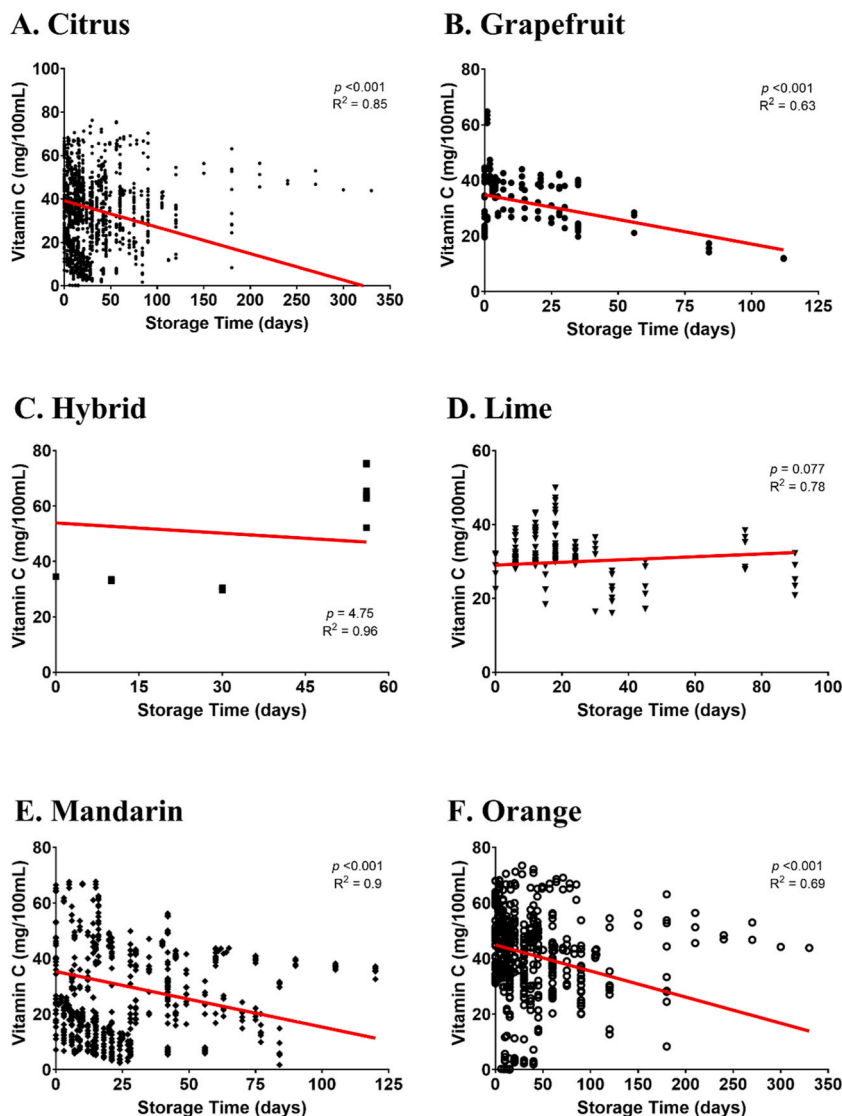 A. Citrus
p <0.001
R² = 0.85
Vitamin C (mg/100mL)
100
80
60
40
20
0
0 50 100 150 200 250 300 350
Storage Time (days)
B. Grapefruit
p <0.001
R² = 0.63
Vitamin C (mg/100mL)
80
60
40
20
0
0 25 50 75 100 125
Storage Time (days)
C. Hybrid
Vitamin C (mg/100mL)
80
60
40
20
0
p = 4.75
R² = 0.96
0 15 30 45 60
Storage Time (days)
D. Lime
p = 0.077
R² = 0.78
Vitamin C (mg/100mL)
60
40
20
0
0 20 40 60 80 100
Storage Time (days)
E. Mandarin
p <0.001
R² = 0.9
Vitamin C (mg/100mL)
80
60
40
20
0
0 25 50 75 100 125
Storage Time (days)
F. Orange
p <0.001
R² = 0.69
Vitamin C (mg/100mL)
80
60
40
20
0
0 50 100 150 200 250 300 350
Storage Time (days)